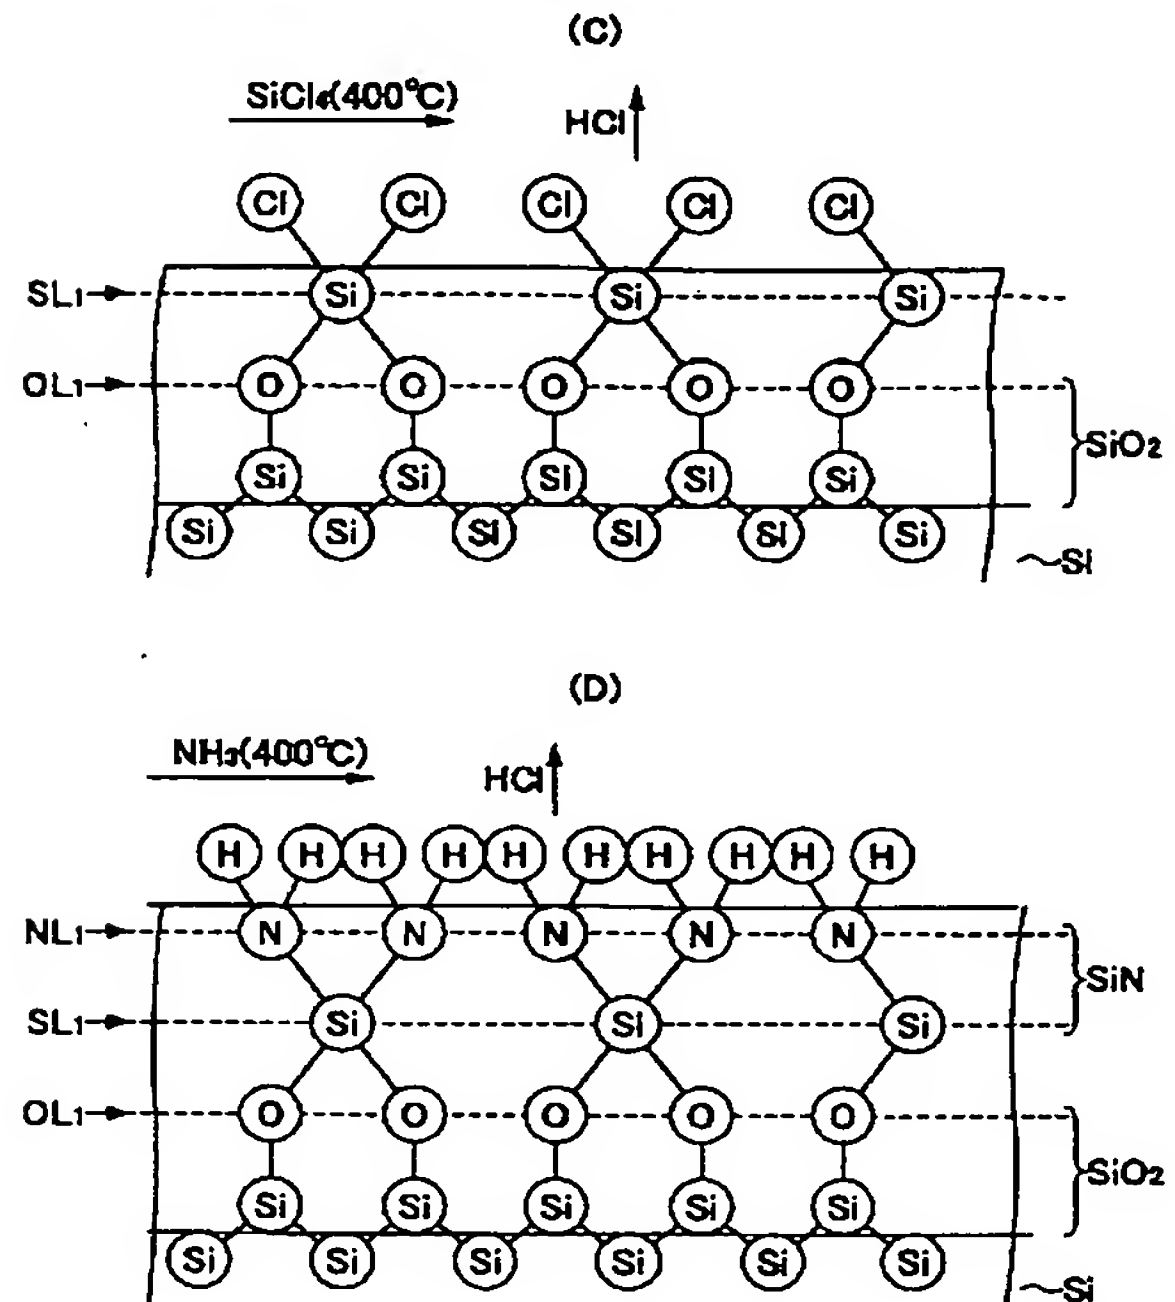 (C)
SiCl₄(400°C)
HCl
Cl Cl Cl Cl Cl
SL₁ Si Si Si
OL₁ O O O O O
SiO₂
Si Si Si Si Si
Si Si Si Si Si Si
~Si
(D)
NH₃(400°C)
HCl
H H H H H H H H H H
NL₁ N N N N N
SiN
SL₁ Si Si Si
OL₁ O O O O O
SiO₂
Si Si Si Si Si
Si Si Si Si Si Si
~Si